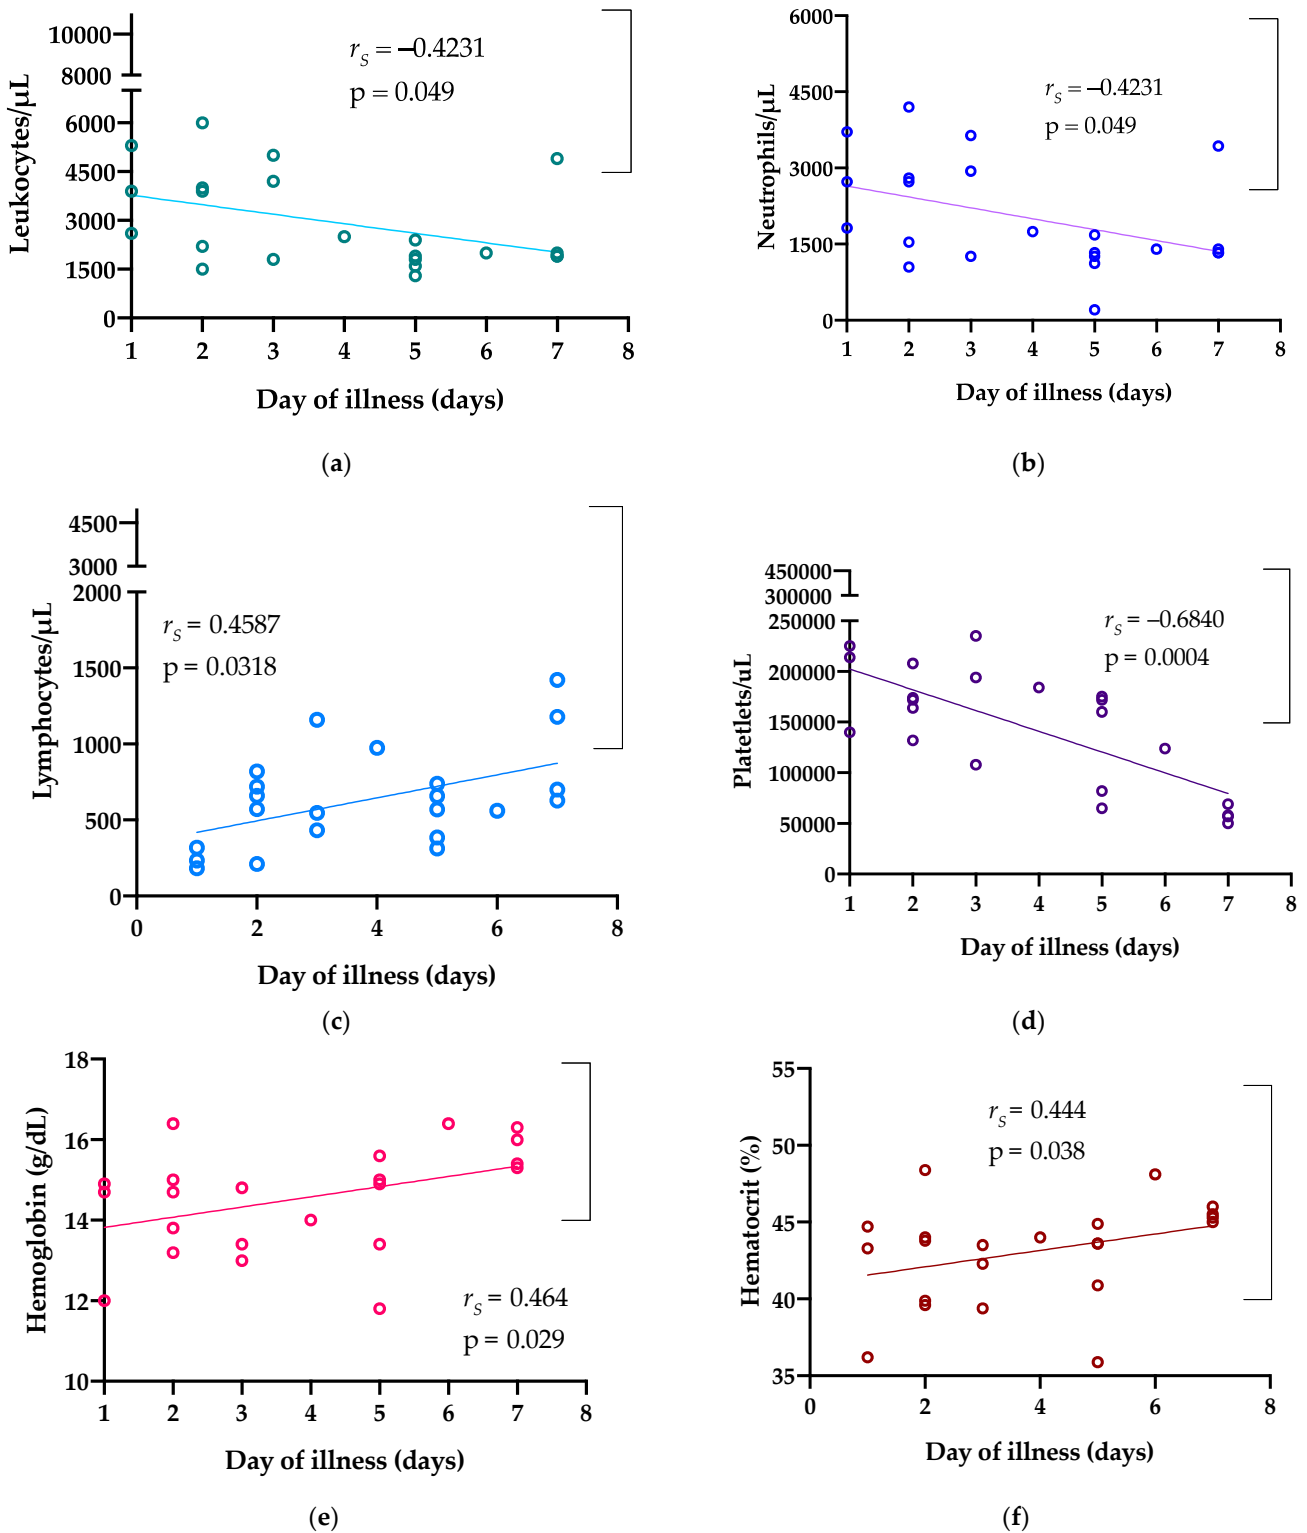 10000
8000
6000
4500
3000
1500
0
Leukocytes/µL
rS = –0.4231
p = 0.049
1 2 3 4 5 6 7 8
Day of illness (days)
(a)
6000
4500
3000
1500
0
Neutrophils/µL
rS = –0.4231
p = 0.049
1 2 3 4 5 6 7 8
Day of illness (days)
(b)
4500
3000
2000
1500
1000
500
0
Lymphocytes/µL
rS = 0.4587
p = 0.0318
0 2 4 6 8
Day of illness (days)
(c)
450000
300000
250000
200000
150000
100000
50000
0
Platetlets/uL
rS = –0.6840
p = 0.0004
1 2 3 4 5 6 7 8
Day of illness (days)
(d)
18
16
14
12
10
Hemoglobin (g/dL)
rS = 0.464
p = 0.029
1 2 3 4 5 6 7 8
Day of illness (days)
(e)
55
50
45
40
35
Hematocrit (%)
rS = 0.444
p = 0.038
0 2 4 6 8
Day of illness (days)
(f)